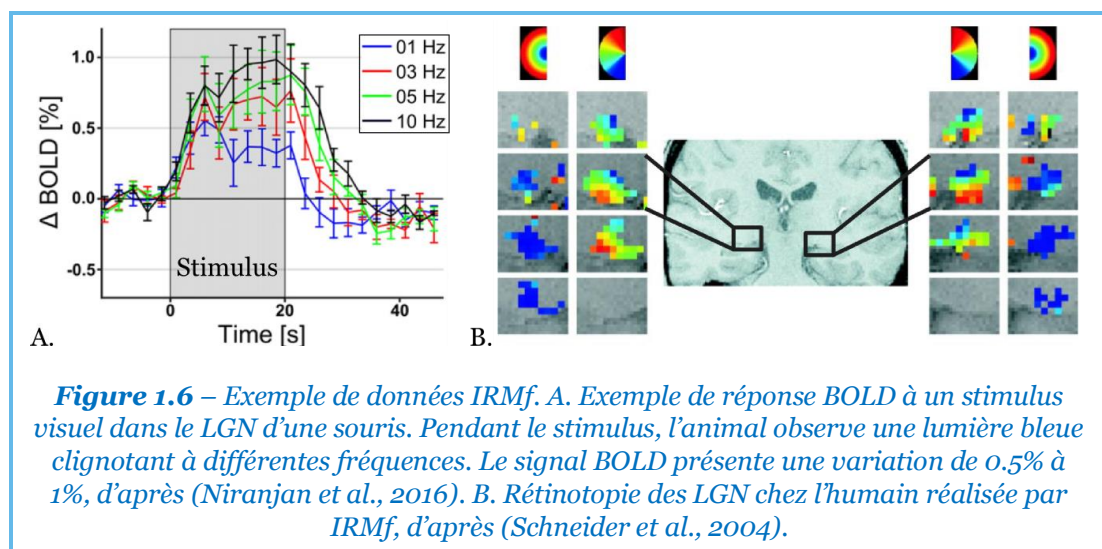 A.
Δ BOLD [%]
1.0
0.5
0.0
-0.5
01 Hz
03 Hz
05 Hz
10 Hz
Stimulus
0
20
40
Time [s]
B.
Figure 1.6 – Exemple de données IRMf. A. Exemple de réponse BOLD à un stimulus
visuel dans le LGN d’une souris. Pendant le stimulus, l’animal observe une lumière bleue
clignotant à différentes fréquences. Le signal BOLD présente une variation de 0.5% à
1%, d’après (Niranjan et al., 2016). B. Rétinotopie des LGN chez l’humain réalisée par
IRMf, d’après (Schneider et al., 2004).